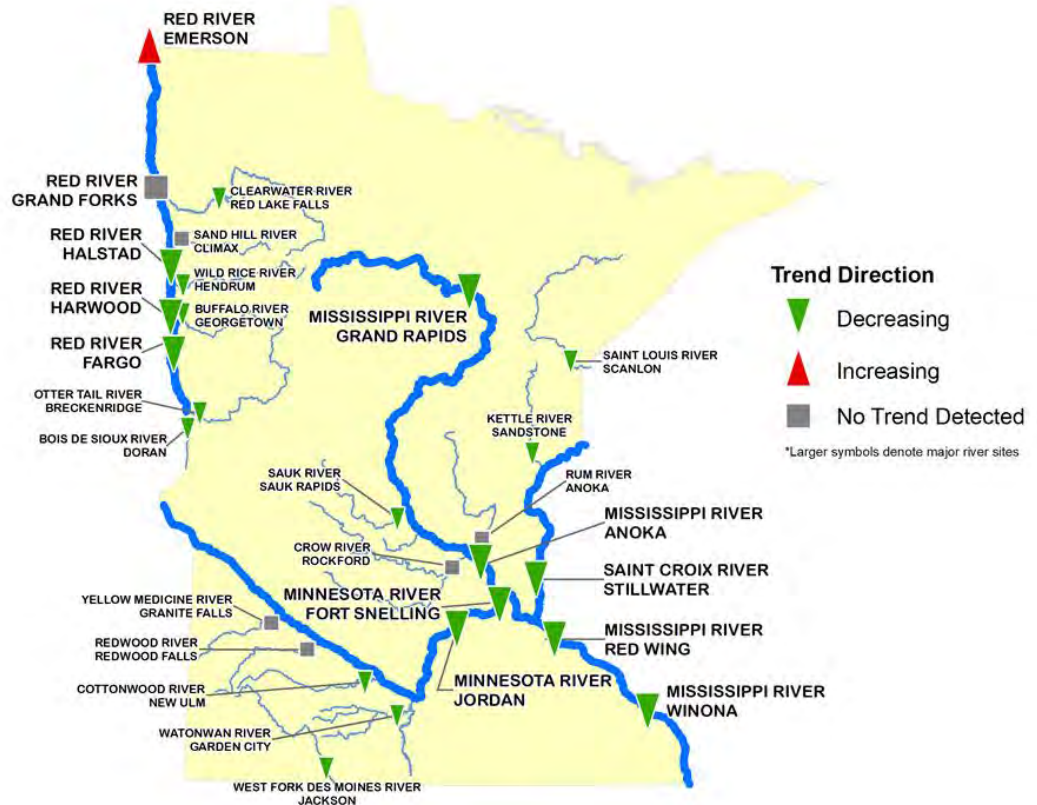 RED RIVER
EMERSON
RED RIVER
GRAND FORKS
CLEARWATER RIVER
RED LAKE FALLS
RED RIVER
HALSTAD
SAND HILL RIVER
CLIMAX
WILD RICE RIVER
HENDRUM
RED RIVER
HARWOOD
BUFFALO RIVER
GEORGETOWN
MISSISSIPPI RIVER
GRAND RAPIDS
RED RIVER
FARGO
SAINT LOUIS RIVER
SCANLON
OTTER TAIL RIVER
BRECKENRIDGE
BOIS DE SIOUX RIVER
DORAN
KETTLE RIVER
SANDSTONE
SAUK RIVER
SAUK RAPIDS
RUM RIVER
ANOKA
MISSISSIPPI RIVER
ANOKA
CROW RIVER
ROCKFORD
SAINT CROIX RIVER
STILLWATER
MINNESOTA RIVER
FORT SNELLING
YELLOW MEDICINE RIVER
GRANITE FALLS
MISSISSIPPI RIVER
RED WING
REDWOOD RIVER
REDWOOD FALLS
MINNESOTA RIVER
JORDAN
COTTONWOOD RIVER
NEW ULM
MISSISSIPPI RIVER
WINONA
WATONWAN RIVER
GARDEN CITY
WEST FORK DES MOINES RIVER
JACKSON
Trend Direction
Decreasing
Increasing
No Trend Detected
*Larger symbols denote major river sites